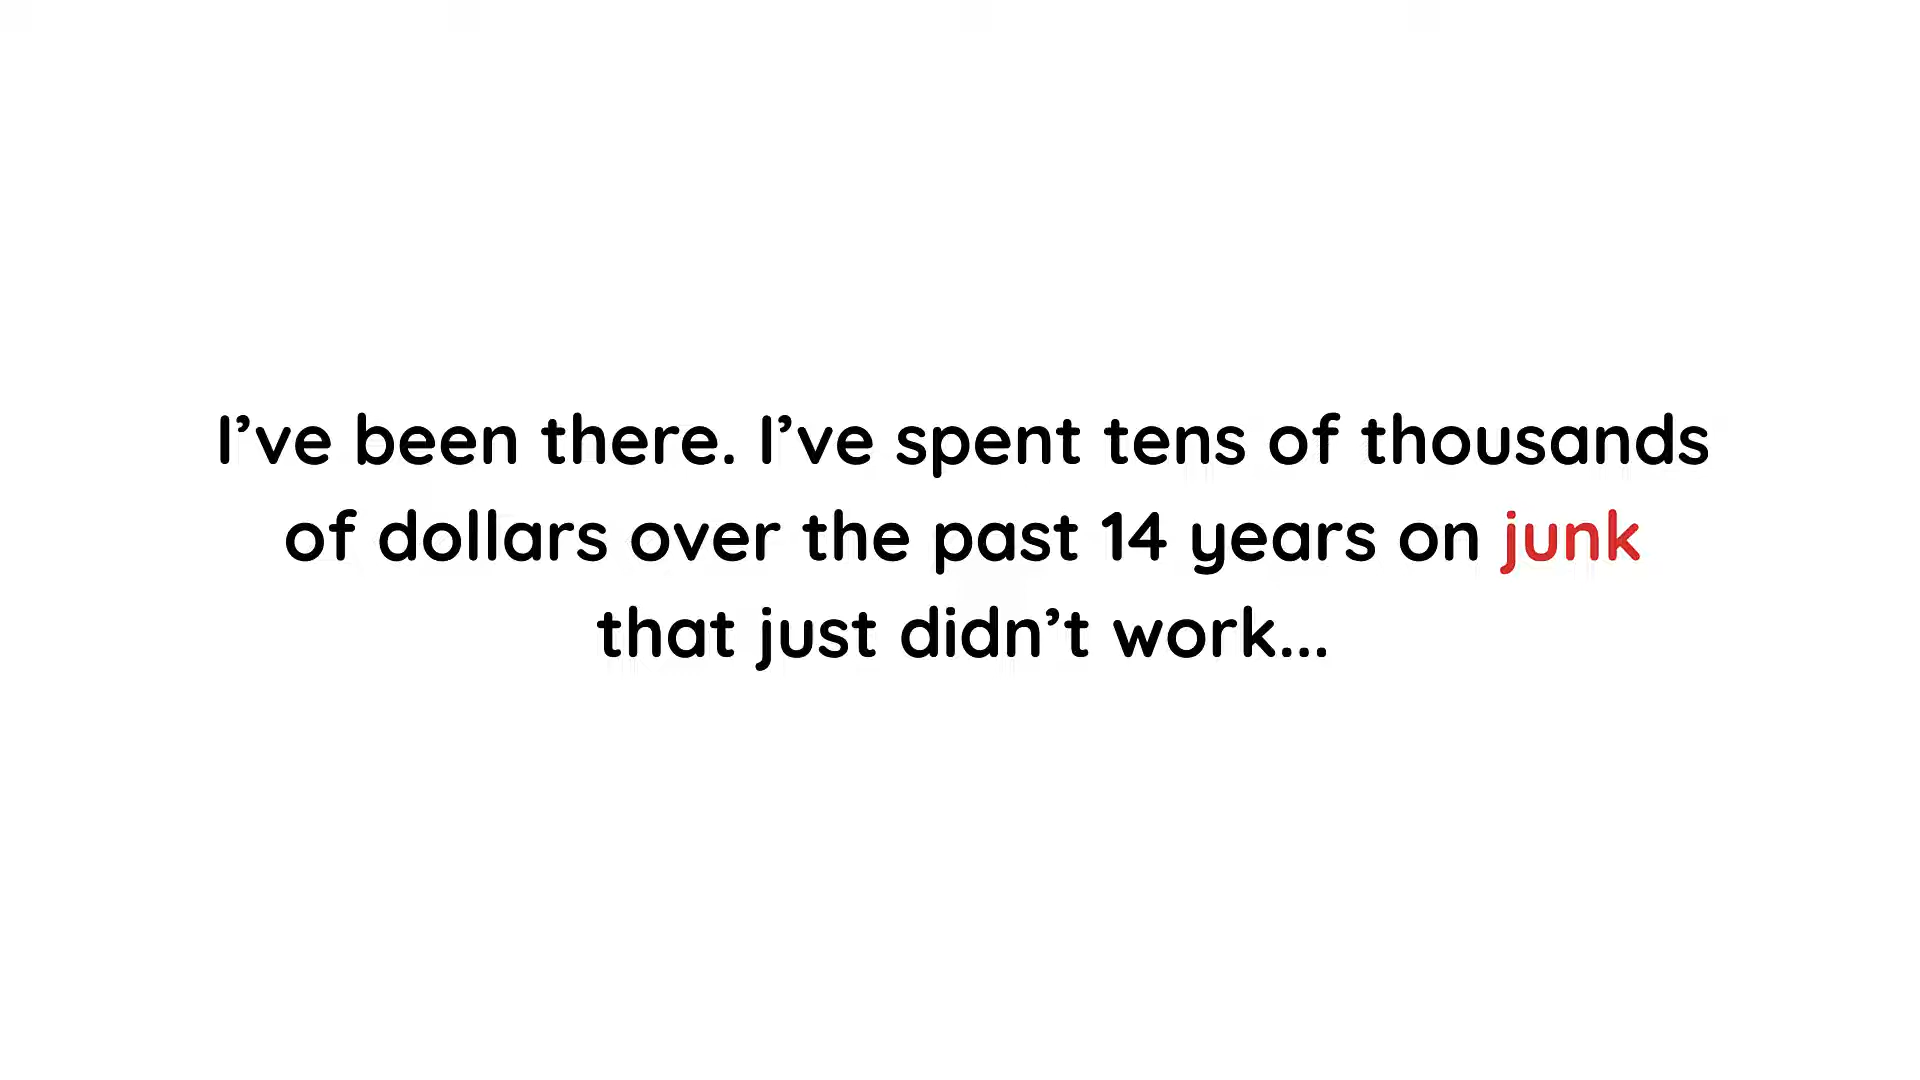 I’ve been there. I’ve spent tens of thousands
of dollars over the past 14 years on junk
that just didn’t work...